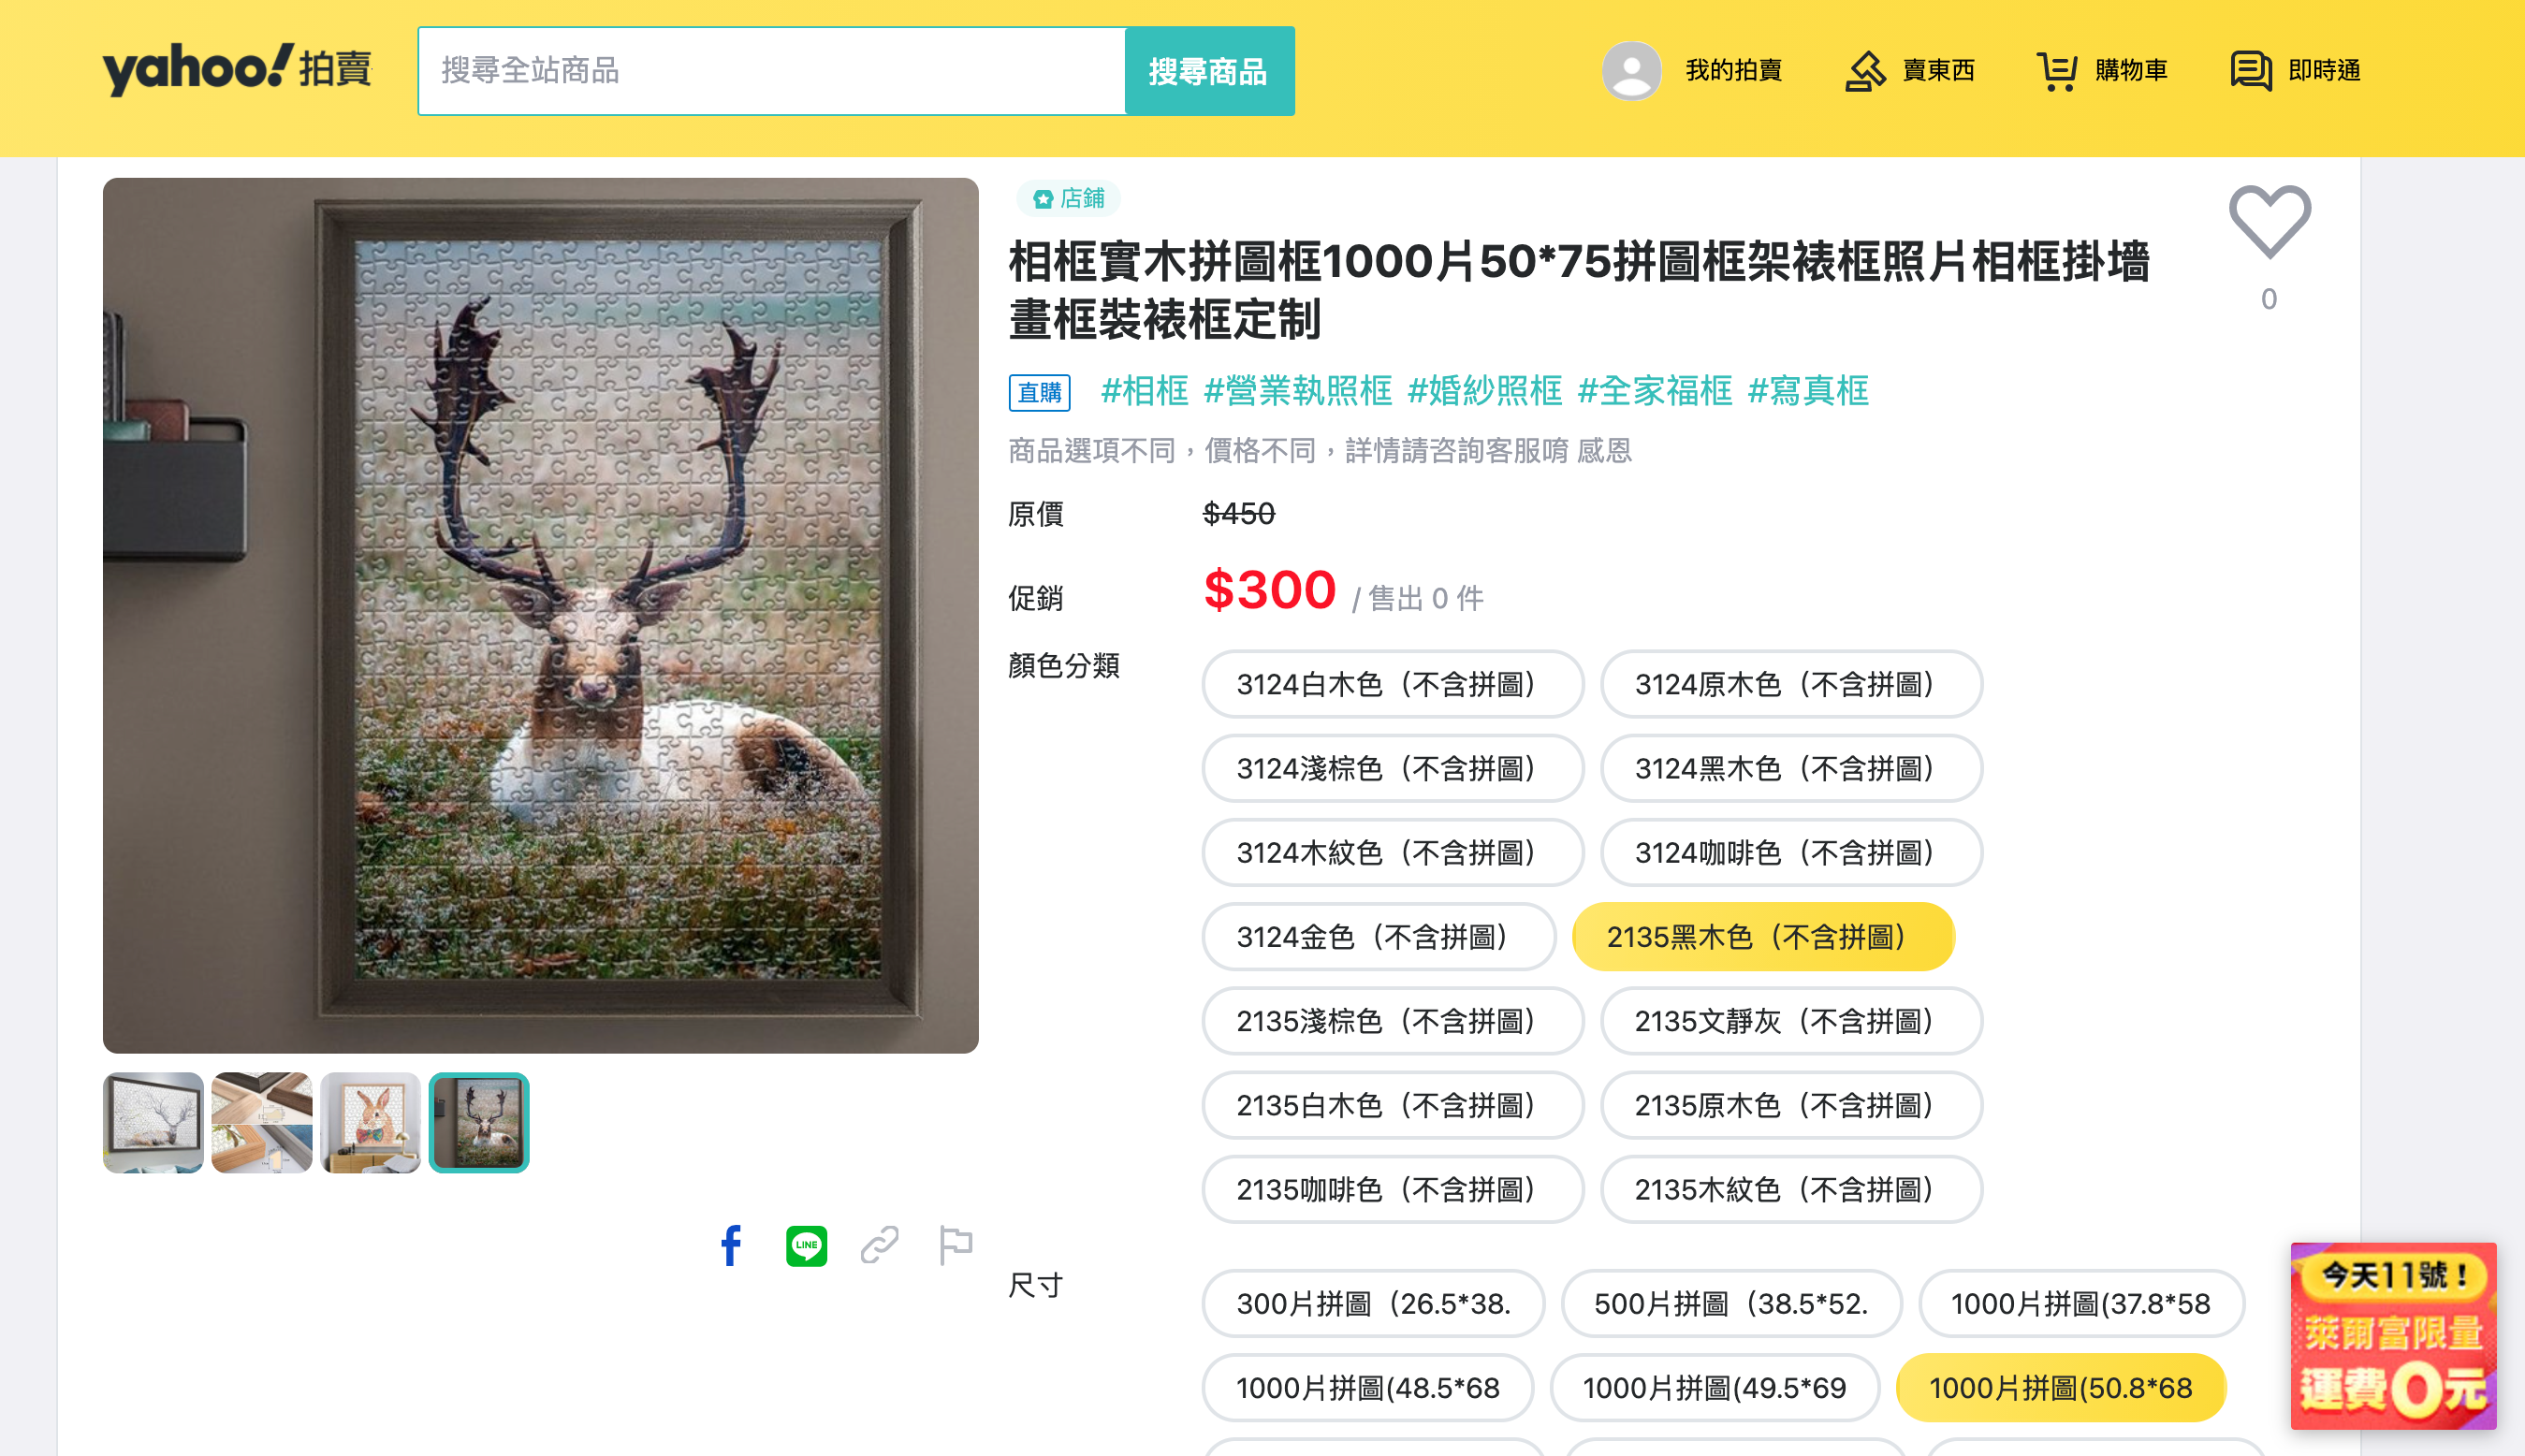 yahoo!拍賣
搜尋全站商品
搜尋商品
我的拍賣
賣東西
購物車
即時通
店鋪
相框實木拼圖框1000片50*75拼圖框架裱框照片相框掛墻
畫框裝裱框定制
0
直購 #相框 #營業執照框 #婚紗照框 #全家福框 #寫真框
商品選項不同，價格不同，詳情請咨詢客服唷 感恩
原價 $450
促銷 $300 / 售出 0 件
顏色分類
3124白木色（不含拼圖） 3124原木色（不含拼圖）
3124淺棕色（不含拼圖） 3124黑木色（不含拼圖）
3124木紋色（不含拼圖） 3124咖啡色（不含拼圖）
3124金色（不含拼圖） 2135黑木色（不含拼圖）
2135淺棕色（不含拼圖） 2135文靜灰（不含拼圖）
2135白木色（不含拼圖） 2135原木色（不含拼圖）
2135咖啡色（不含拼圖） 2135木紋色（不含拼圖）
LINE
尺寸
300片拼圖（26.5*38. 500片拼圖（38.5*52. 1000片拼圖(37.8*58
1000片拼圖(48.5*68 1000片拼圖(49.5*69 1000片拼圖(50.8*68
今天11號！
萊爾富限量
運費0元